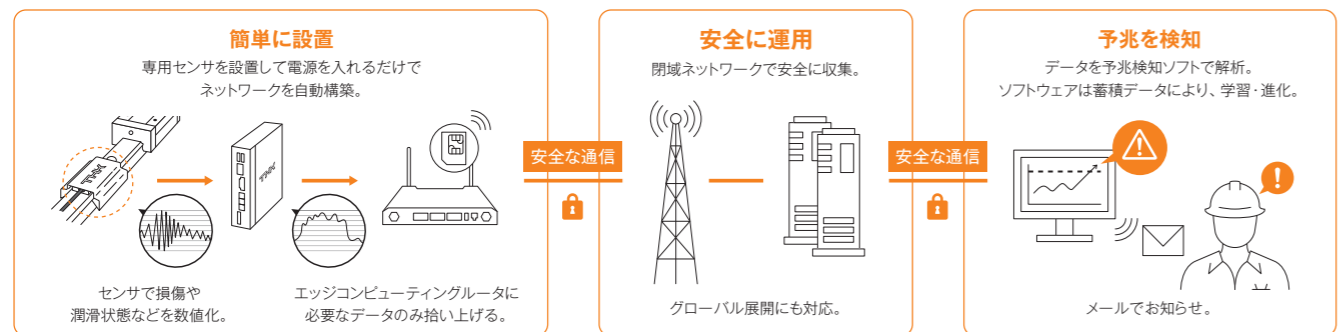 簡単に設置
専用センサを設置して電源を入れるだけで
ネットワークを自動構築。
THK
THK
センサで損傷や
潤滑状態などを数値化。
エッジコンピューティングルータに
必要なデータのみ拾い上げる。
安全な通信
安全に運用
閉域ネットワークで安全に収集。
グローバル展開にも対応。
安全な通信
予兆を検知
データを予兆検知ソフトで解析。
ソフトウェアは蓄積データにより、学習・進化。
メールでお知らせ。